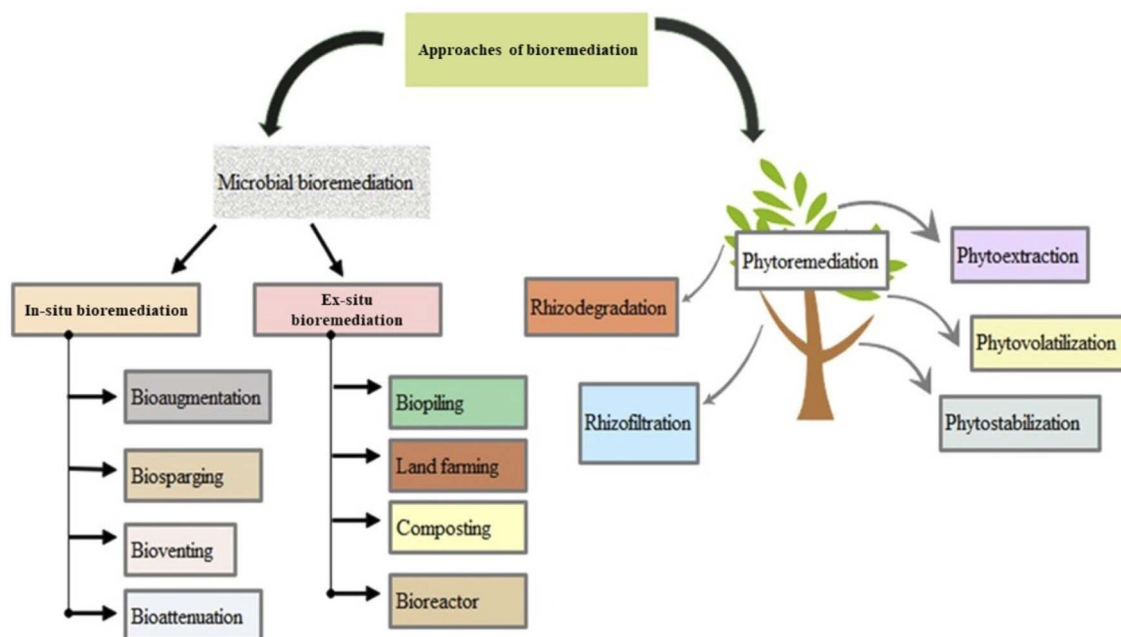 Approaches of bioremediation
Microbial bioremediation
In-situ bioremediation
Ex-situ
bioremediation
Bioaugmentation
Biosparging
Bioventing
Bioattenuation
Biopiling
Land farming
Composting
Bioreactor
Phytoremediation
Rhizodegradation
Rhizofiltration
Phytoextraction
Phytovolatilization
Phytostabilization